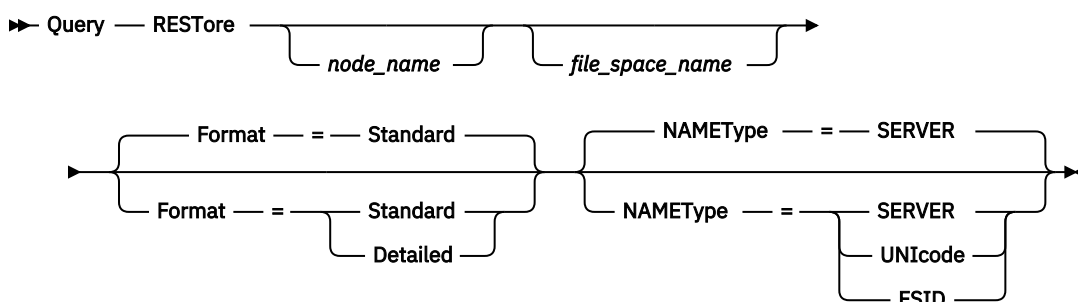 Query RESTore
node_name file_space_name
Format = Standard NAMEType = SERVER
Format = Standard NAMEType = SERVER
Detailed UNIcode
FSID